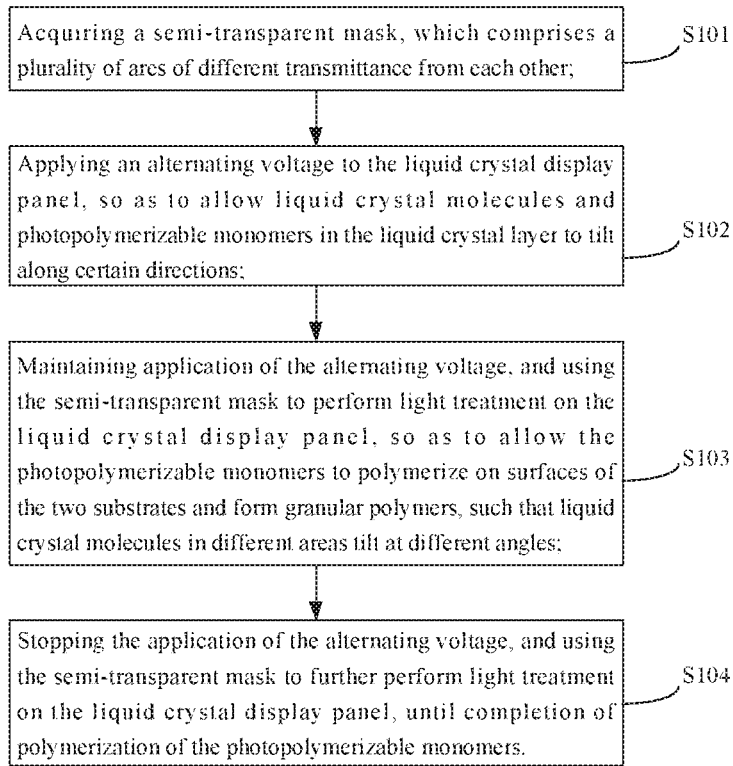 Acquiring a semi-transparent mask, which comprises a
plurality of ares of different transmittance from each other;
S101
Applying an alternating voltage to the liquid crystal display
panel, so as to allow liquid crystal molecules and
photopolymerizable monomers in the liquid crystal layer to tilt
along certain directions;
S102
Maintaining application of the alternating voltage, and using
the semi-transparent mask to perform light treatment on the
liquid crystal display panel, so as to allow the
photopolymerizable monomers to polymerize on surfaces of
the two substrates and form granular polymers, such that liquid
crystal molecules in different areas tilt at different angles;
S103
Stopping the application of the alternating voltage, and using
the semi-transparent mask to further perform light treatment
on the liquid crystal display panel, until completion of
polymerization of the photopolymerizable monomers.
S104